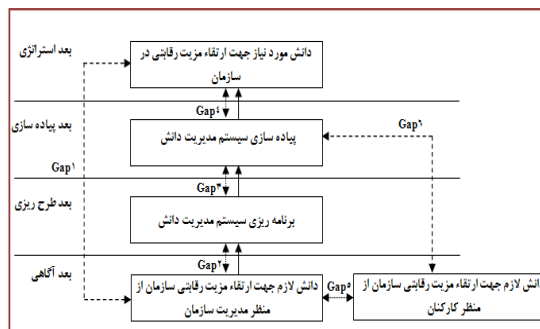 بعد استراتژی
دانش مورد نیاز جهت ارتقاء مزیت رقابتی در
سازمان
Gap۴
بعد پیاده سازی
پیاده سازی سیستم مدیریت دانش
Gap۶
Gap۱
Gap۳
بعد طرح ریزی
برنامه ریزی سیستم مدیریت دانش
Gap۲
بعد آگاهی
دانش لازم جهت ارتقاء مزیت رقابتی سازمان از
منظر مدیریت سازمان
Gap۵
دانش لازم جهت ارتقاء مزیت رقابتی سازمان از
منظر کارکنان